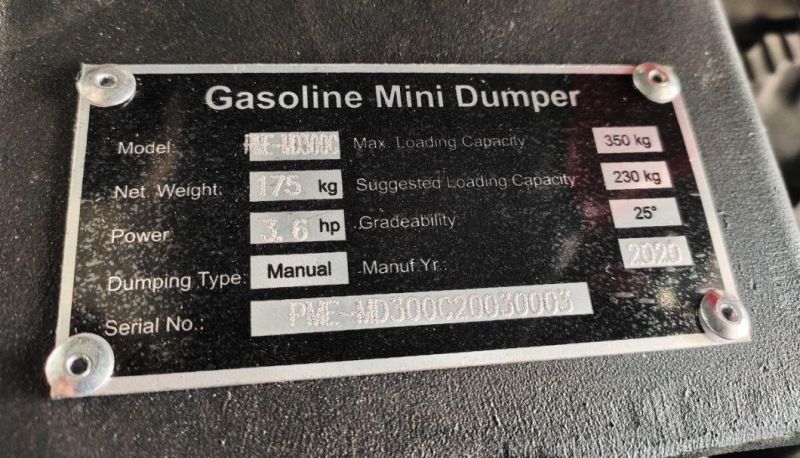 Gasoline Mini Dumper
Model: PME-MD300C Max. Loading Capacity 350 kg
Net. Weight: 175 kg Suggested Loading Capacity 230 kg
Power 3.6 hp Gradeability 25°
Dumping Type: Manual Manuf.Yr. 2020
Serial No.: PME-MD300C20030003